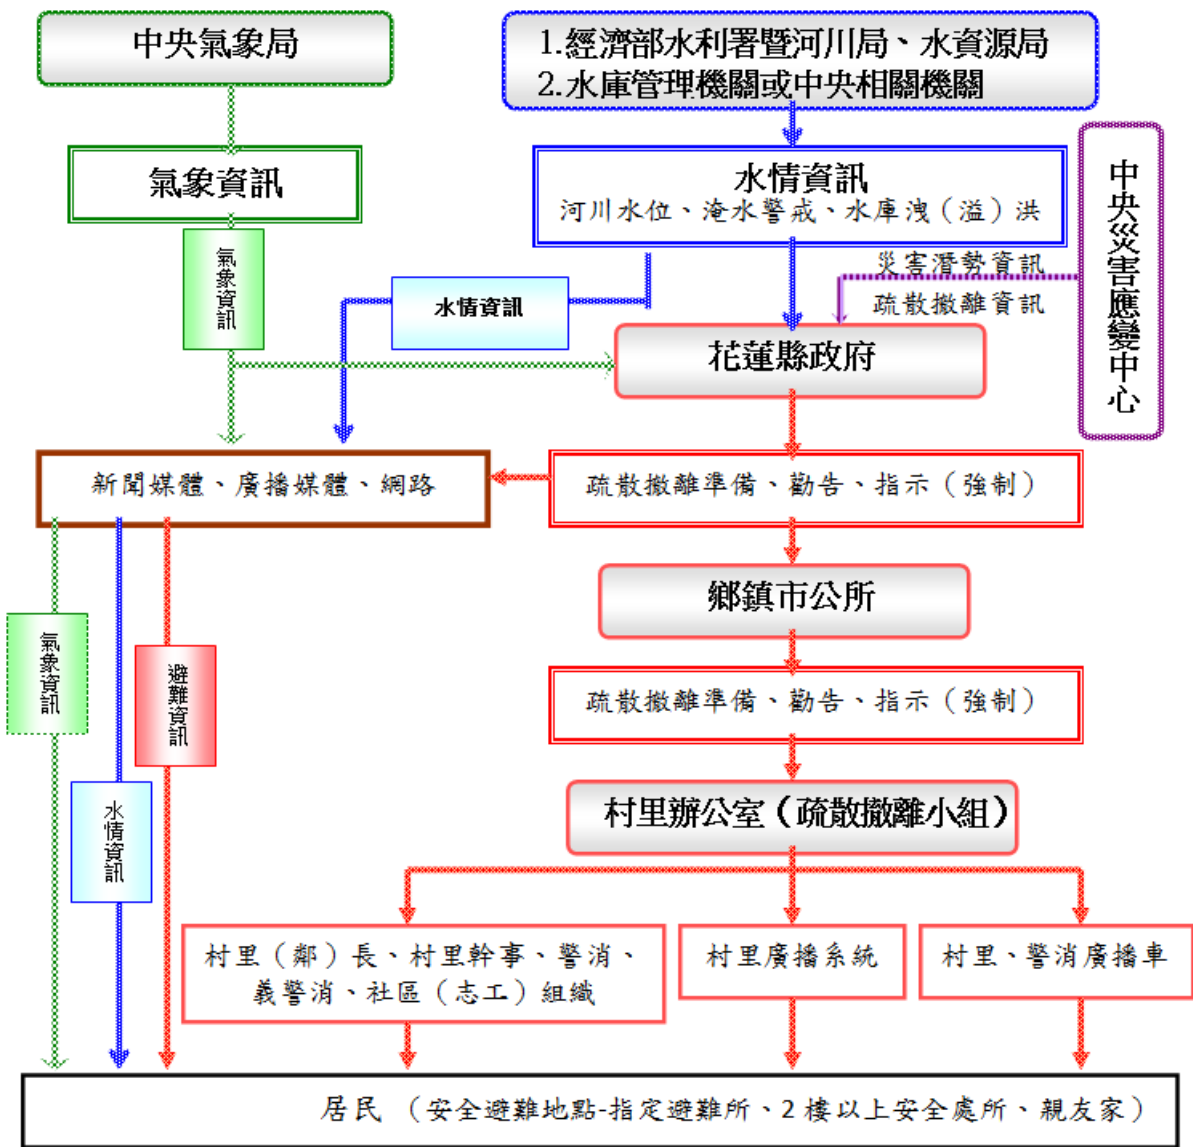 中央氣象局
1.經濟部水利署暨河川局、水資源局
2.水庫管理機關或中央相關機關
氣象資訊
水情資訊
河川水位、淹水警戒、水庫洩（溢）洪
中央災害應變中心
氣象資訊
水情資訊
災害潛勢資訊
疏散撤離資訊
花蓮縣政府
新聞媒體、廣播媒體、網路
疏散撤離準備、勸告、指示（強制）
鄉鎮市公所
氣象資訊
避難資訊
疏散撤離準備、勸告、指示（強制）
水情資訊
村里辦公室（疏散撤離小組）
村里（鄰）長、村里幹事、警消、
義警消、社區（志工）組織
村里廣播系統
村里、警消廣播車
居民 （安全避難地點-指定避難所、2 樓以上安全處所、親友家）